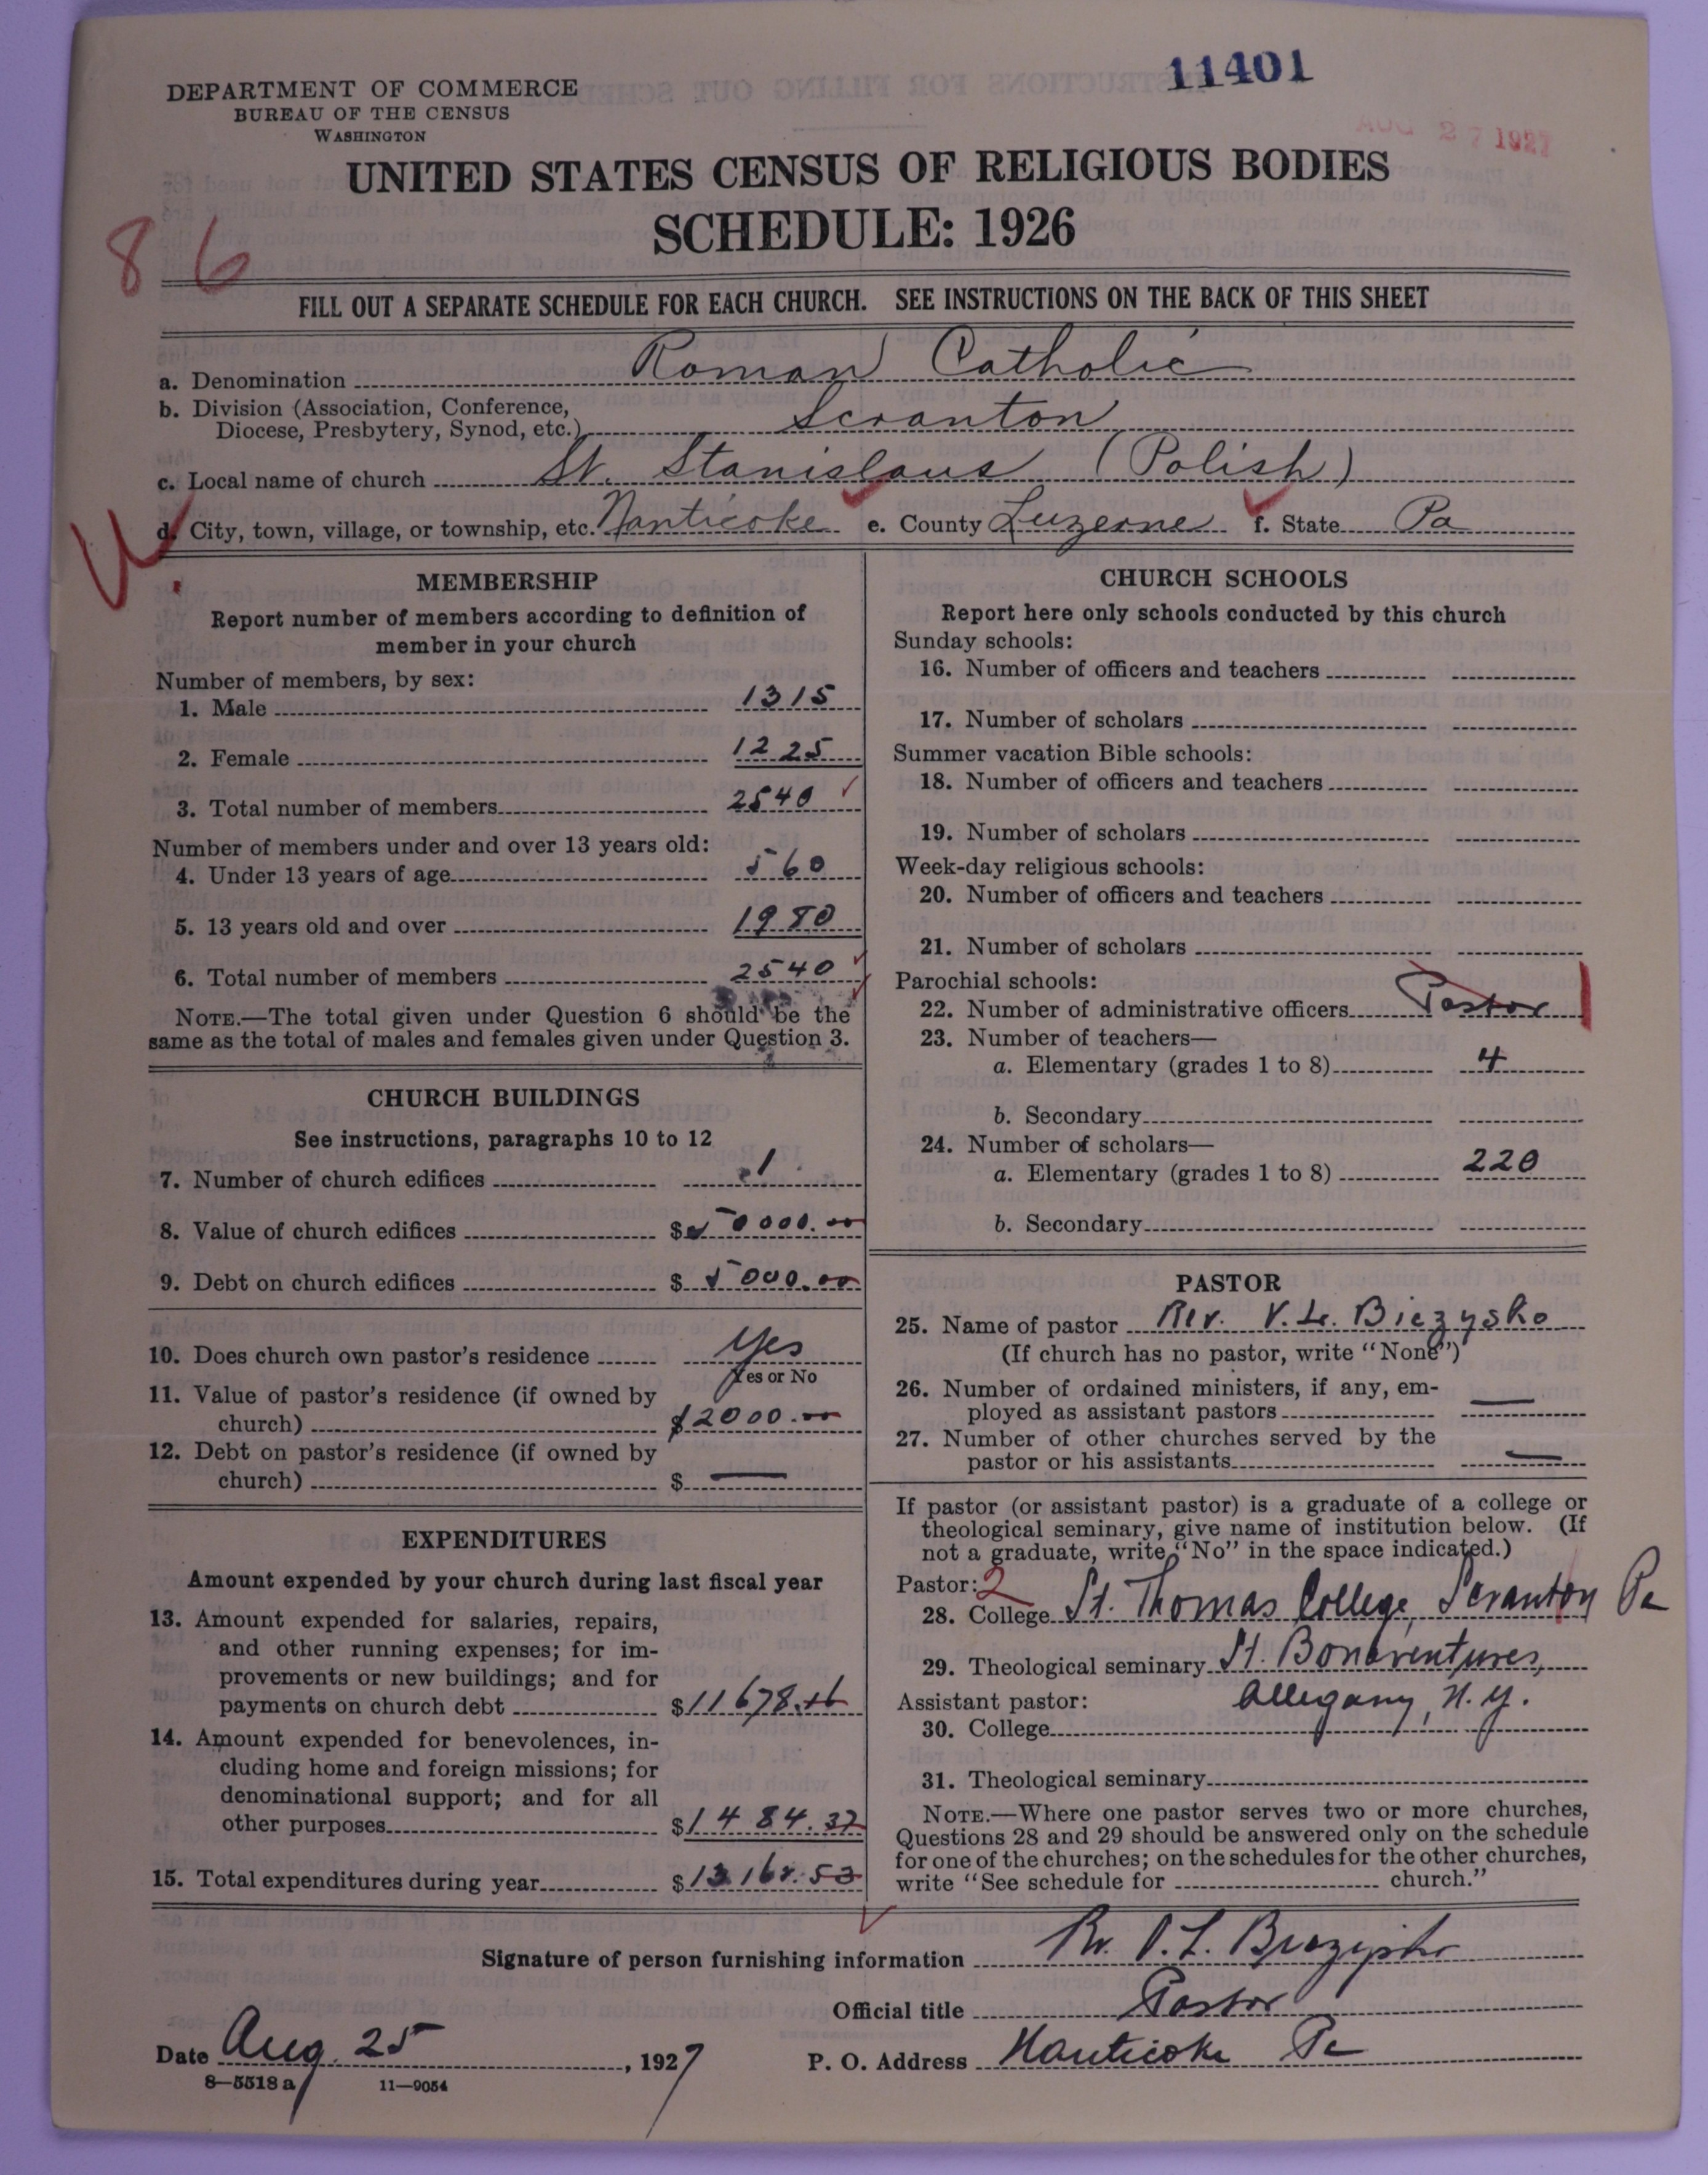 11401
DEPARTMENT OF COMMERCE
BUREAU OF THE CENSUS
WASHINGTON
AUG 27 1927
UNITED STATES CENSUS OF RELIGIOUS BODIES
SCHEDULE: 1926
86
FILL OUT A SEPARATE SCHEDULE FOR EACH CHURCH. SEE INSTRUCTIONS ON THE BACK OF THIS SHEET
a. Denomination Roman Catholic
b. Division (Association, Conference,
Diocese, Presbytery, Synod, etc.) Scranton
c. Local name of church St. Stanislaus (Polish)
d. City, town, village, or township, etc. Nanticoke e. County Luzerne f. State Pa
MEMBERSHIP
Report number of members according to definition of
member in your church
Number of members, by sex:
1. Male 1315
2. Female 1225
3. Total number of members 2540
Number of members under and over 13 years old:
4. Under 13 years of age 560
5. 13 years old and over 1980
6. Total number of members 2540
NOTE.—The total given under Question 6 should be the
same as the total of males and females given under Question 3.
CHURCH BUILDINGS
See instructions, paragraphs 10 to 12
7. Number of church edifices 1
8. Value of church edifices $
9. Debt on church edifices $ 5000.00
10. Does church own pastor's residence Yes
Yes or No
11. Value of pastor's residence (if owned by
church) $2000.00
12. Debt on pastor's residence (if owned by
church) $ —
EXPENDITURES
Amount expended by your church during last fiscal year
13. Amount expended for salaries, repairs,
and other running expenses; for im-
provements or new buildings; and for
payments on church debt $
14. Amount expended for benevolences, in-
cluding home and foreign missions; for
denominational support; and for all
other purposes $1484.37
15. Total expenditures during year $
CHURCH SCHOOLS
Report here only schools conducted by this church
Sunday schools:
16. Number of officers and teachers
17. Number of scholars
Summer vacation Bible schools:
18. Number of officers and teachers
19. Number of scholars
Week-day religious schools:
20. Number of officers and teachers
21. Number of scholars
Parochial schools:
22. Number of administrative officers Pastor 1
23. Number of teachers—
a. Elementary (grades 1 to 8) 4
b. Secondary
24. Number of scholars—
a. Elementary (grades 1 to 8) 220
b. Secondary
PASTOR
25. Name of pastor Rev. V. L. Biezysko
(If church has no pastor, write "None")
26. Number of ordained ministers, if any, em-
ployed as assistant pastors —
27. Number of other churches served by the
pastor or his assistants —
If pastor (or assistant pastor) is a graduate of a college or
theological seminary, give name of institution below. (If
not a graduate, write "No" in the space indicated.)
Pastor: 2
28. College St. Thomas College, Scranton Pa
29. Theological seminary St. Bonaventures,
Assistant pastor: Allegany, N.Y.
30. College
31. Theological seminary
NOTE.—Where one pastor serves two or more churches,
Questions 28 and 29 should be answered only on the schedule
for one of the churches; on the schedules for the other churches,
write "See schedule for church."
Signature of person furnishing information Rev. V. L. Biezysko
Official title Pastor
Date Aug. 25, 1927 P. O. Address Nanticoke Pa
8—5518 a 11—9054